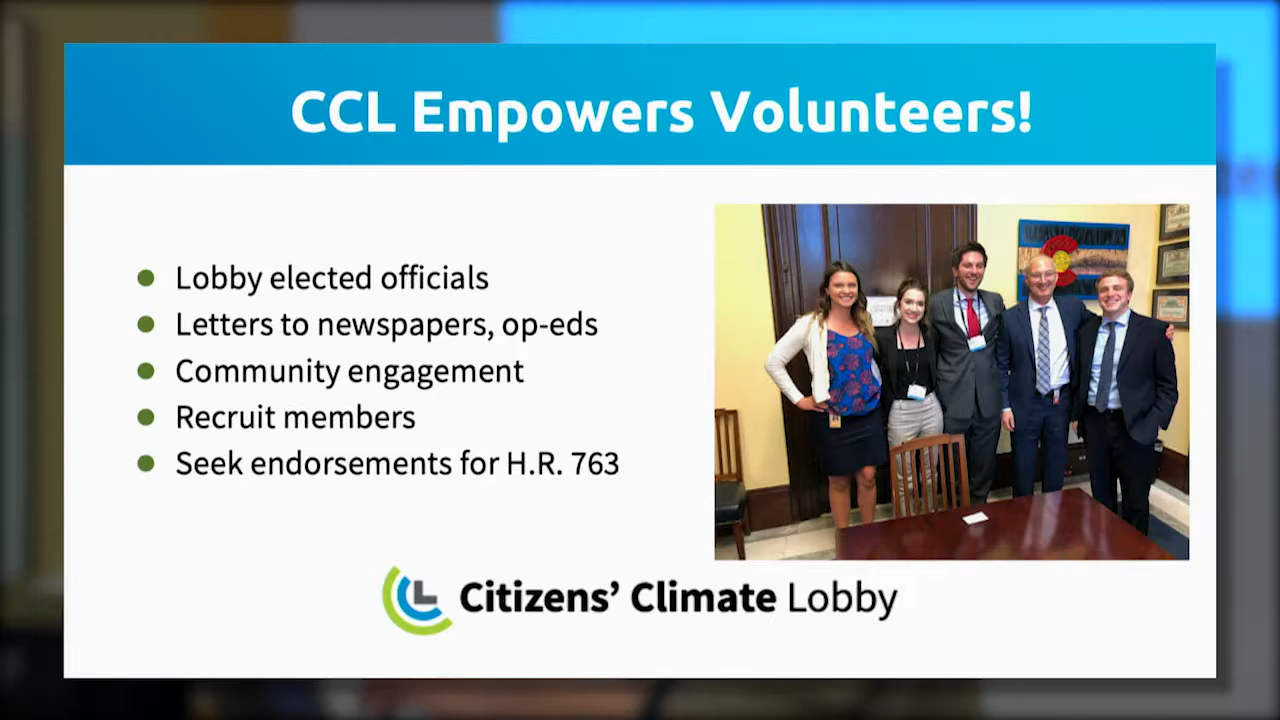 CCL Empowers Volunteers!
Lobby elected officials
Letters to newspapers, op-eds
Community engagement
Recruit members
Seek endorsements for H.R. 763
CL Citizens’ Climate Lobby